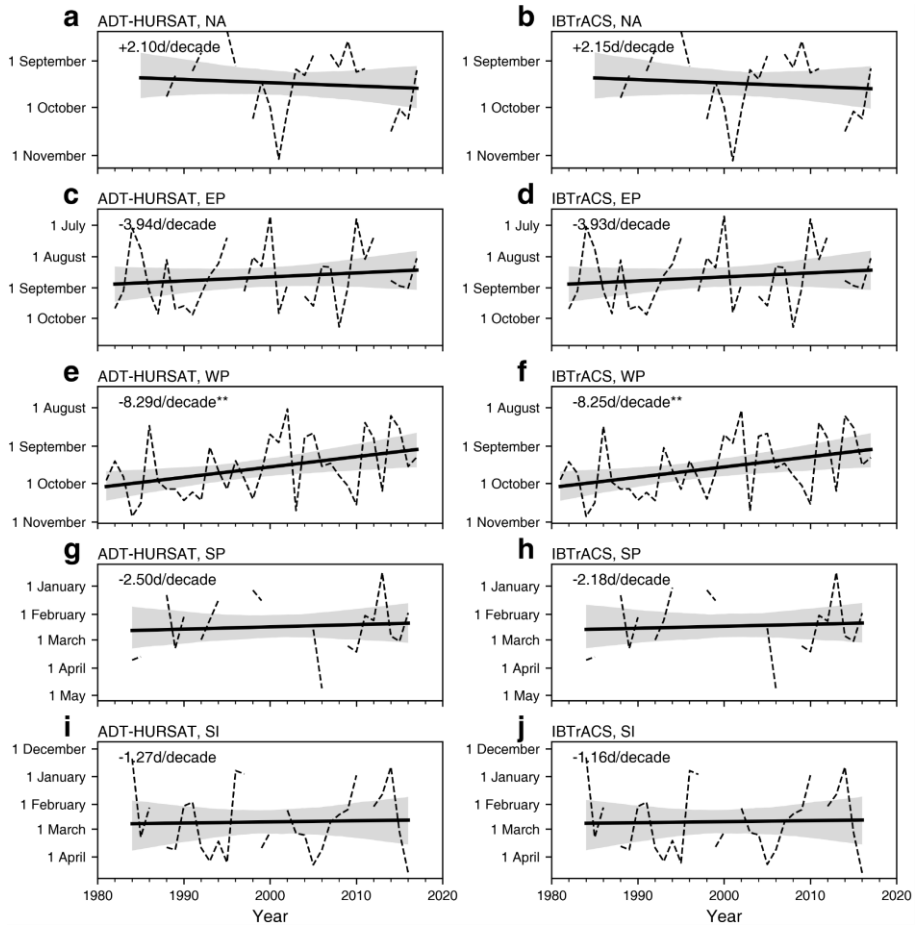 a ADT-HURSAT, NA
+2.10d/decade
1 September
1 October
1 November
b IBTrACS, NA
+2.15d/decade
1 September
1 October
1 November
c ADT-HURSAT, EP
-3.94d/decade
1 July
1 August
1 September
1 October
d IBTrACS, EP
-3.93d/decade
1 July
1 August
1 September
1 October
e ADT-HURSAT, WP
-8.29d/decade**
1 August
1 September
1 October
1 November
f IBTrACS, WP
-8.25d/decade**
1 August
1 September
1 October
1 November
g ADT-HURSAT, SP
-2.50d/decade
1 January
1 February
1 March
1 April
1 May
h IBTrACS, SP
-2.18d/decade
1 January
1 February
1 March
1 April
1 May
i ADT-HURSAT, SI
-1.27d/decade
1 December
1 January
1 February
1 March
1 April
1980 1990 2000 2010 2020
Year
j IBTrACS, SI
-1.16d/decade
1 December
1 January
1 February
1 March
1 April
1980 1990 2000 2010 2020
Year